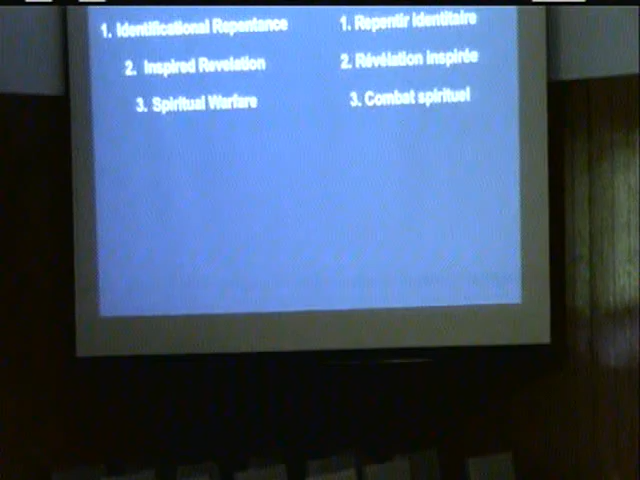 1. Identificational Repentance
2. Inspired Revelation
3. Spiritual Warfare
1. Repentir Identitaire
2. Révélation inspirée
3. Combat spirituel